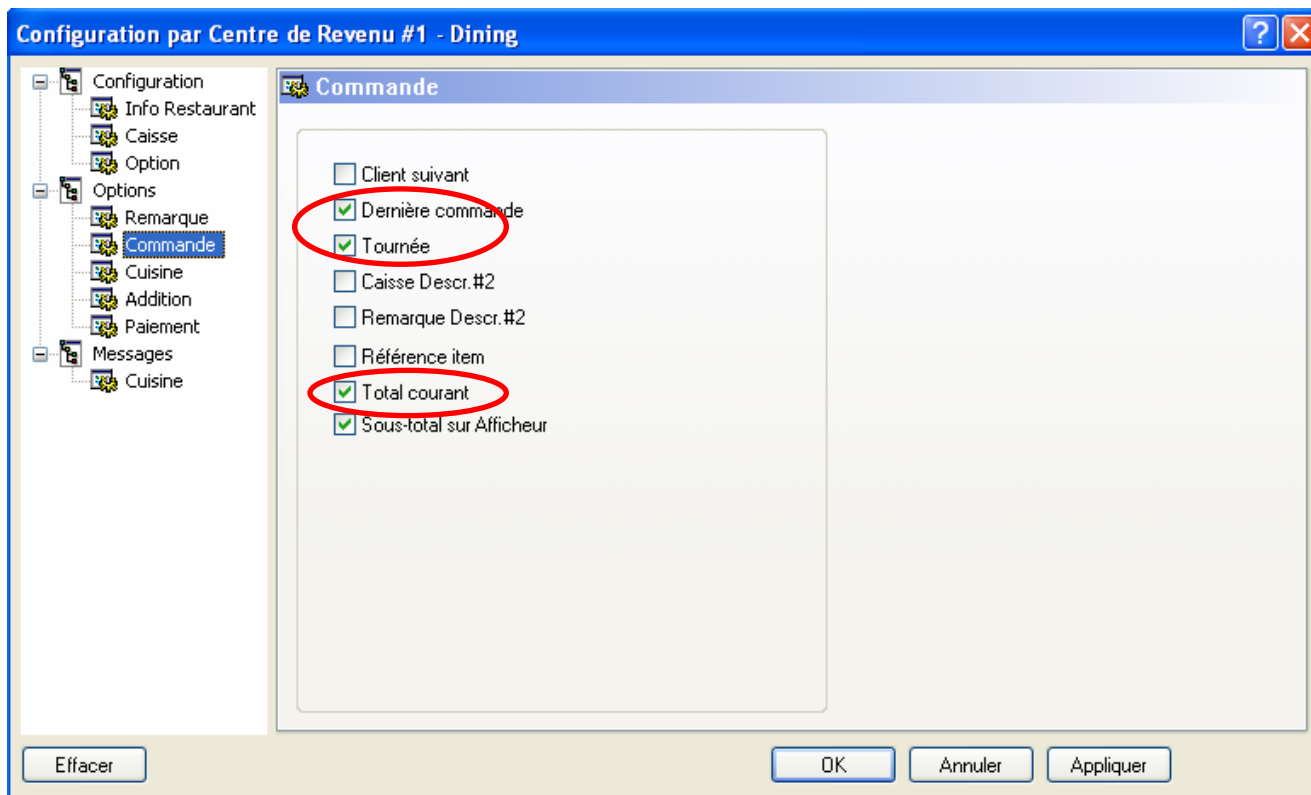 Configuration par Centre de Revenu #1 - Dining
Configuration
Info Restaurant
Caisse
Option
Options
Remarque
Commande
Cuisine
Addition
Paiement
Messages
Cuisine
Commande
Client suivant
Dernière commande
Tournée
Caisse Descr.#2
Remarque Descr.#2
Référence item
Total courant
Sous-total sur Afficheur
Effacer
OK
Annuler
Appliquer